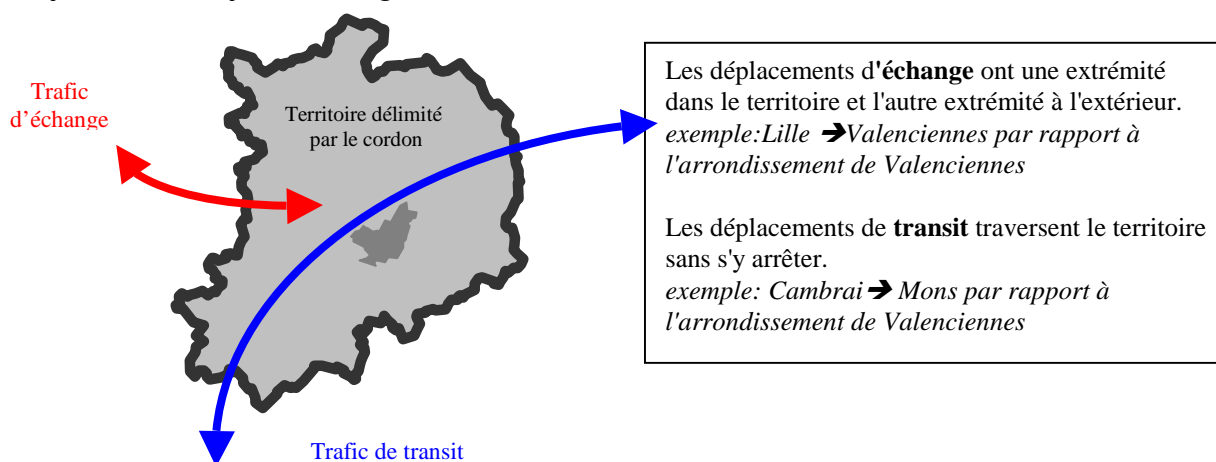 Trafic
d'échange
Territoire délimité
par le cordon
Trafic de transit
Les déplacements d'échange ont une extrémité
dans le territoire et l'autre extrémité à l'extérieur.
exemple:Lille ➔Valenciennes par rapport à
l'arrondissement de Valenciennes
Les déplacements de transit traversent le territoire
sans s'y arrêter.
exemple: Cambrai➔ Mons par rapport à
l'arrondissement de Valenciennes